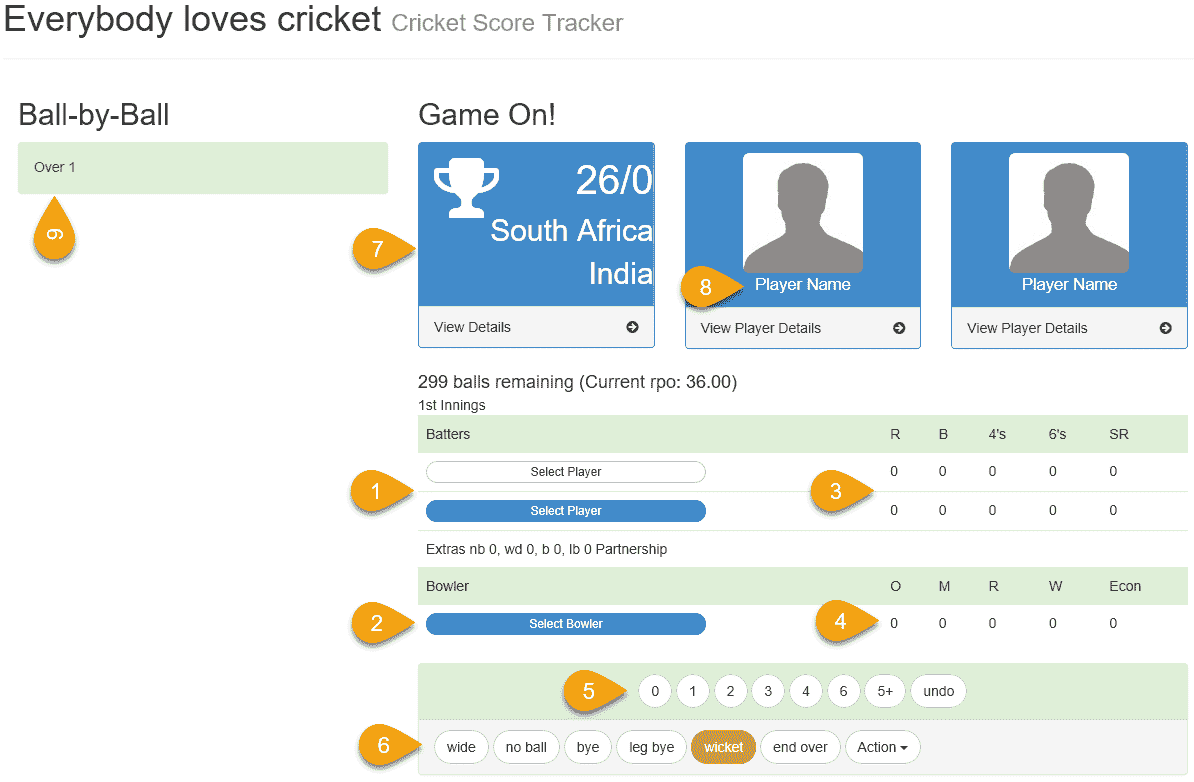 Everybody loves cricket Cricket Score Tracker
Ball-by-Ball
Over 1
9
Game On!
26/0
South Africa
India
7
View Details
8
Player Name
View Player Details
Player Name
View Player Details
299 balls remaining (Current rpo: 36.00)
1st Innings
Batters R B 4's 6's SR
Select Player 0 0 0 0 0
1 3
Select Player 0 0 0 0 0
Extras nb 0, wd 0, b 0, lb 0 Partnership
Bowler O M R W Econ
2 Select Bowler 4 0 0 0 0 0
5 0 1 2 3 4 6 5+ undo
6 wide no ball bye leg bye wicket end over Action